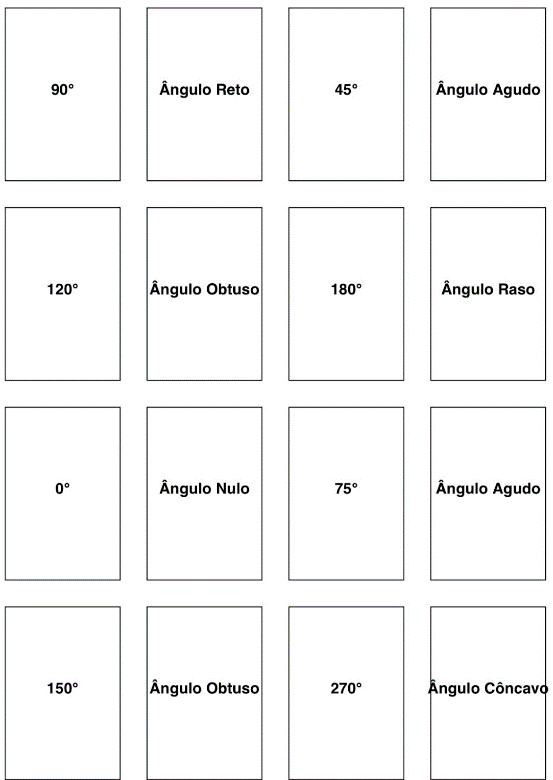 90°
Ângulo Reto
45°
Ângulo Agudo
120°
Ângulo Obtuso
180°
Ângulo Raso
0°
Ângulo Nulo
75°
Ângulo Agudo
150°
Ângulo Obtuso
270°
Ângulo Côncavo